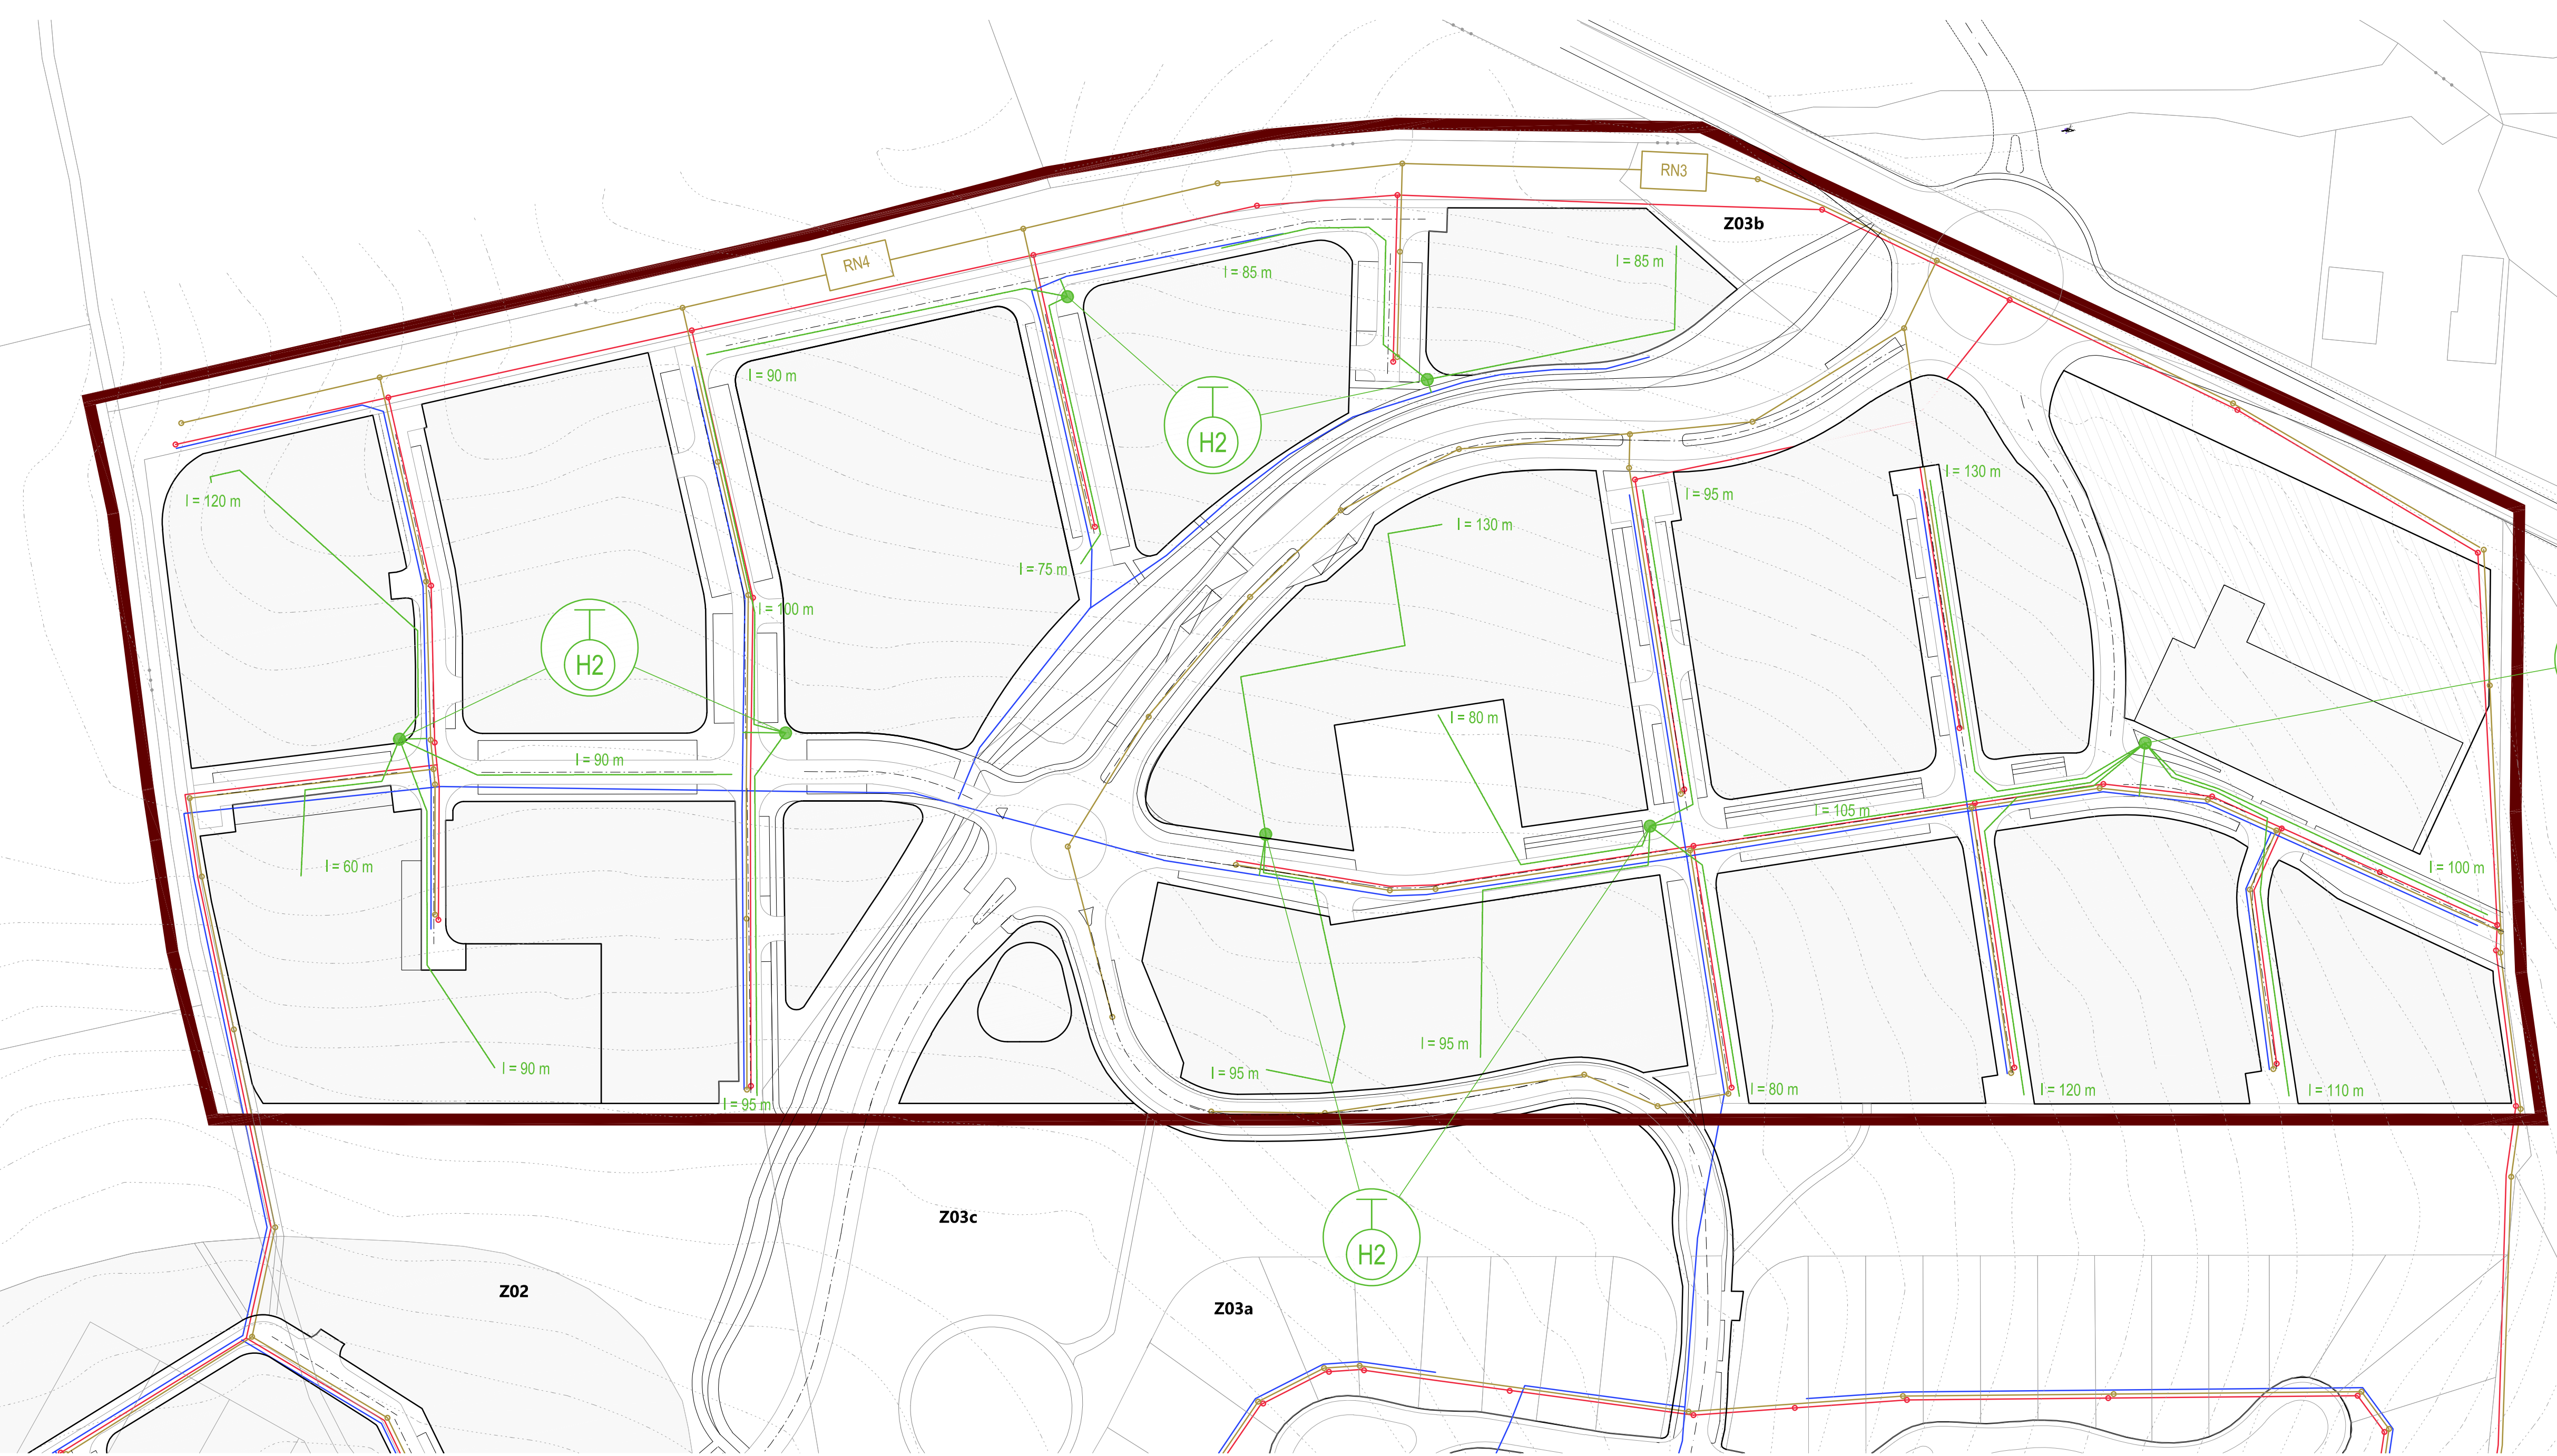 RN3
Z03b
RN4
l = 85 m
l = 85 m
l = 90 m
H2
l = 130 m
l = 95 m
l = 120 m
l = 130 m
l = 75 m
l = 100 m
H2
l = 80 m
l = 90 m
l = 105 m
l = 60 m
l = 100 m
l = 95 m
l = 90 m
l = 95 m
l = 95 m
l = 80 m
l = 120 m
l = 110 m
Z03c
H2
Z02
Z03a